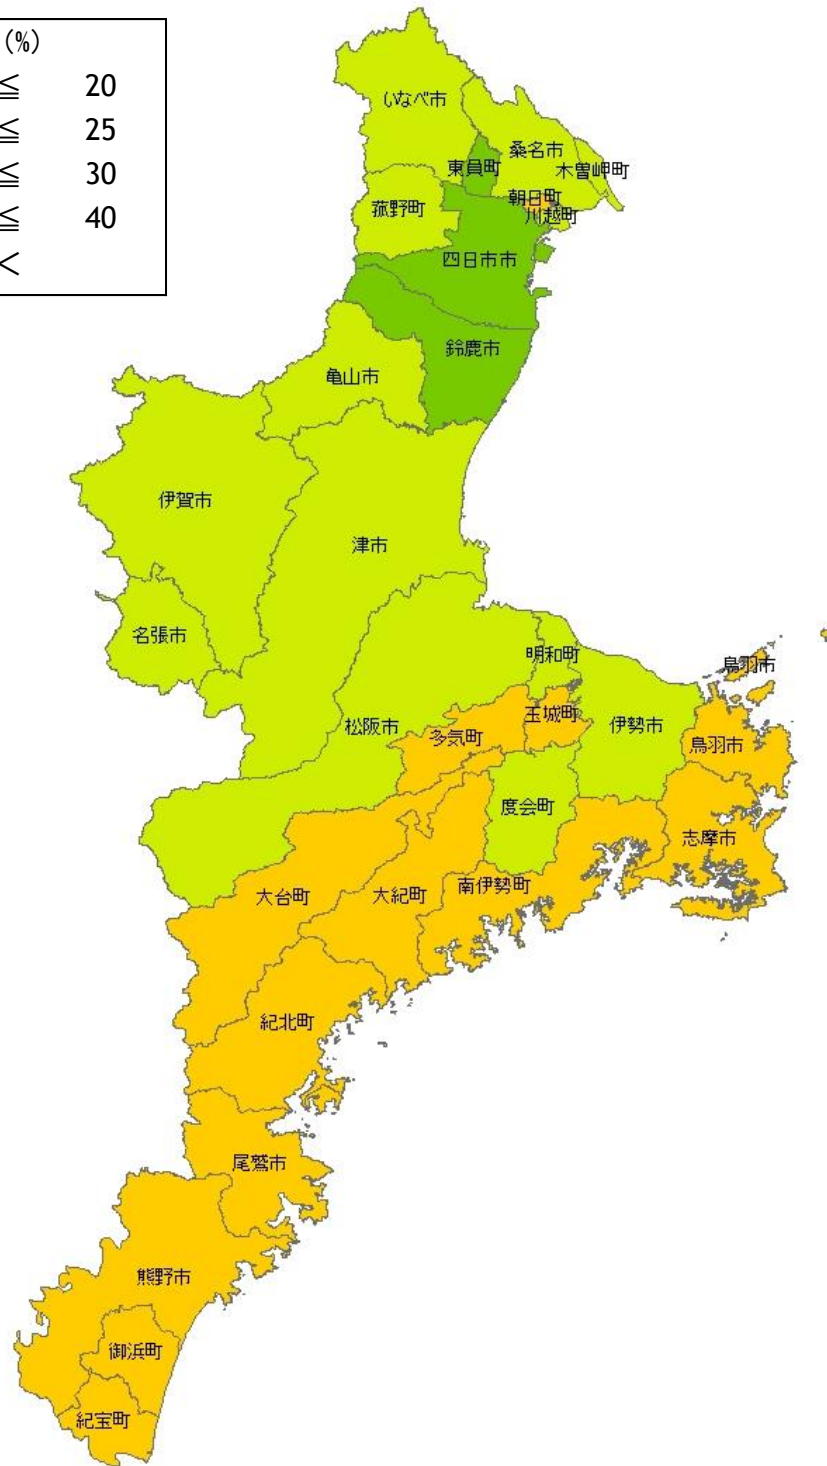 (%)
≦ 20
≦ 25
≦ 30
≦ 40
<
いなべ市
桑名市
東員町
木曽岬町
朝日町
菰野町
川越町
四日市市
鈴鹿市
亀山市
伊賀市
津市
名張市
明和町
鳥羽市
玉城町
松阪市
多気町
伊勢市
鳥羽市
度会町
志摩市
大台町
大紀町
南伊勢町
紀北町
尾鷲市
熊野市
御浜町
紀宝町